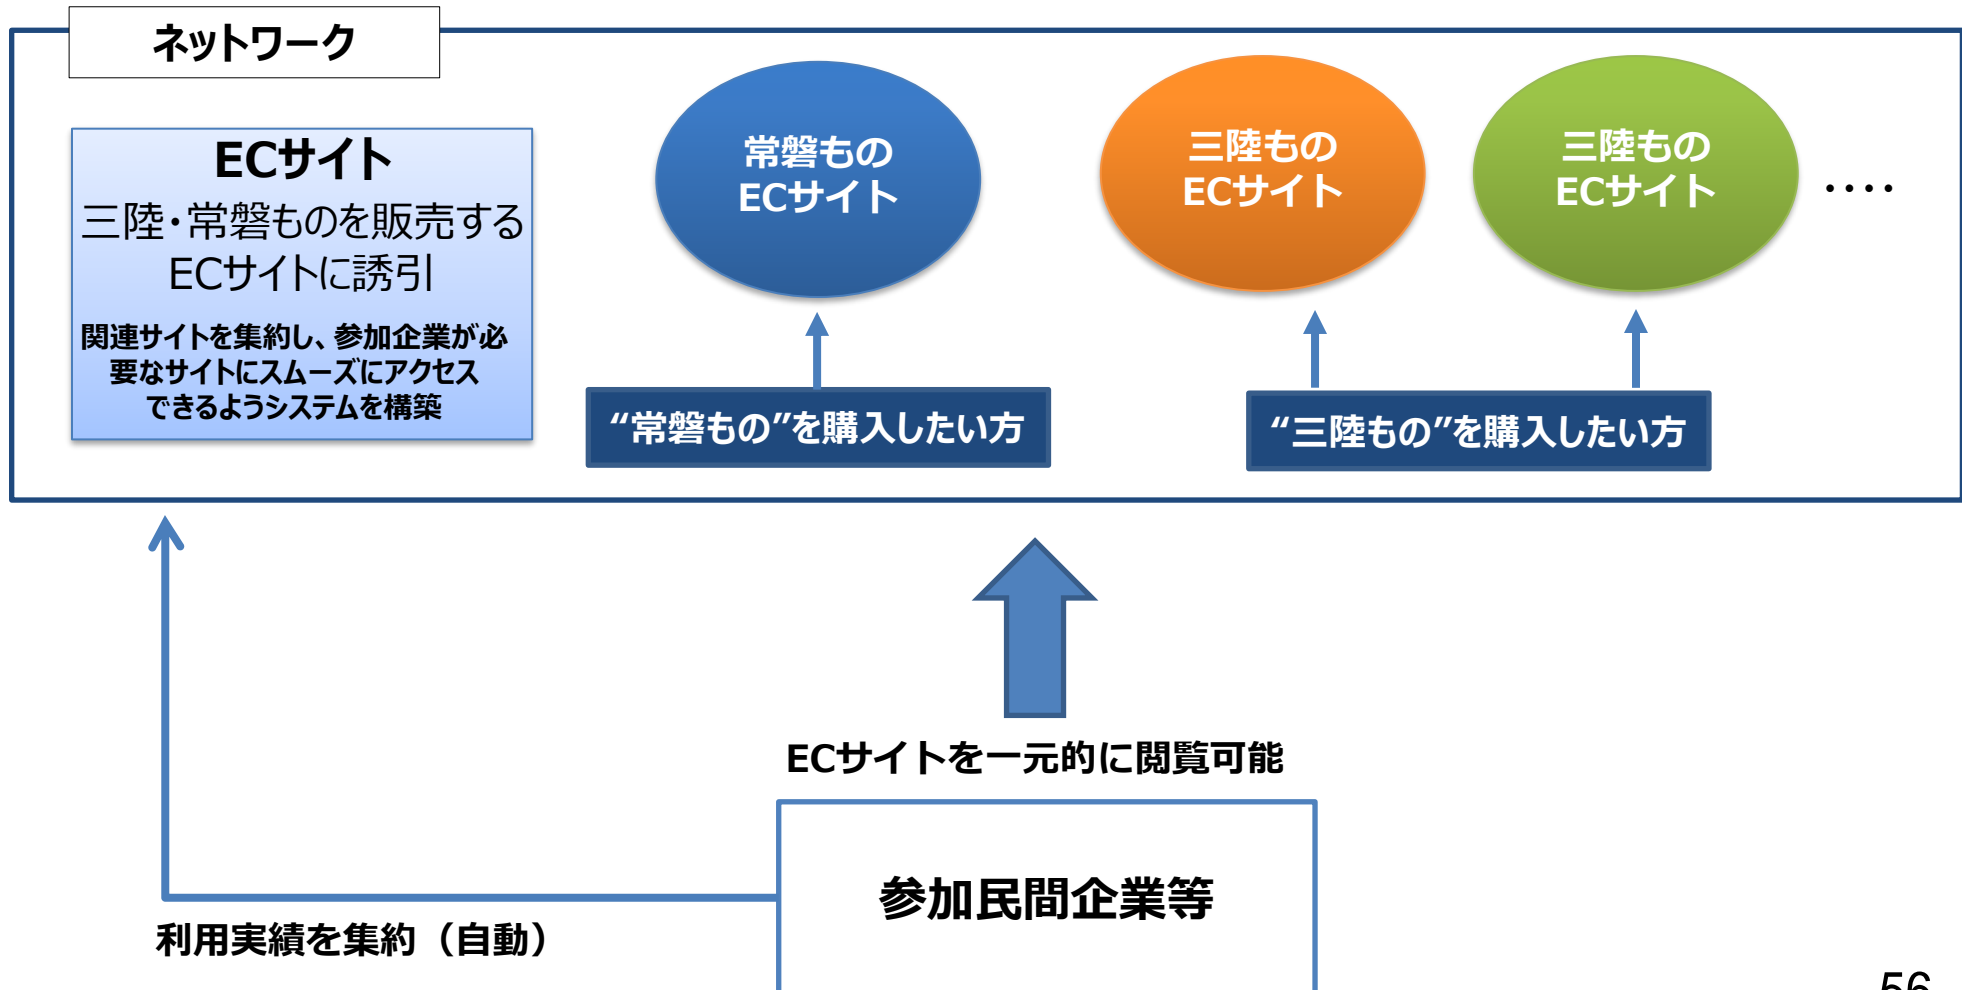 ネットワーク
ECサイト
三陸・常磐ものを販売する
ECサイトに誘引
関連サイトを集約し、参加企業が必
要なサイトにスムーズにアクセス
できるようシステムを構築
常磐もの
ECサイト
三陸もの
ECサイト
三陸もの
ECサイト
‥‥
“常磐もの”を購入したい方
“三陸もの”を購入したい方
ECサイトを一元的に閲覧可能
参加民間企業等
利用実績を集約（自動）
56